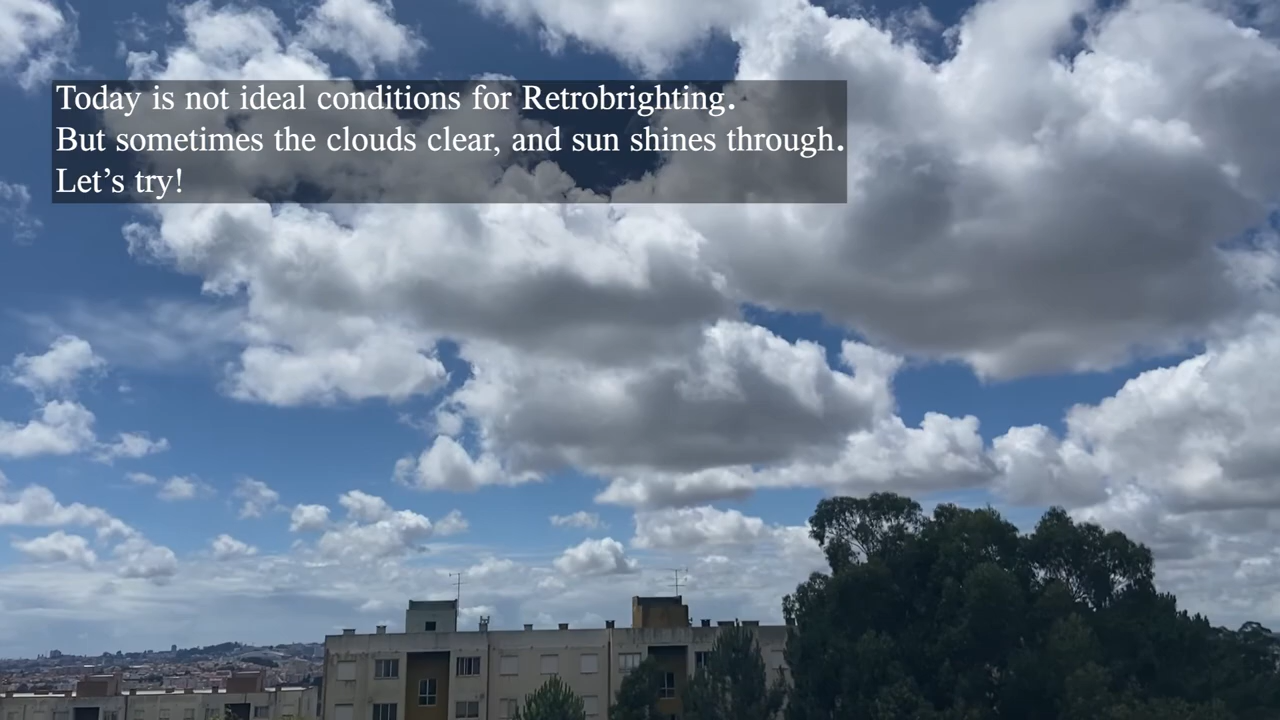 Today is not ideal conditions for Retrobrighting.
But sometimes the clouds clear, and sun shines through.
Let’s try!